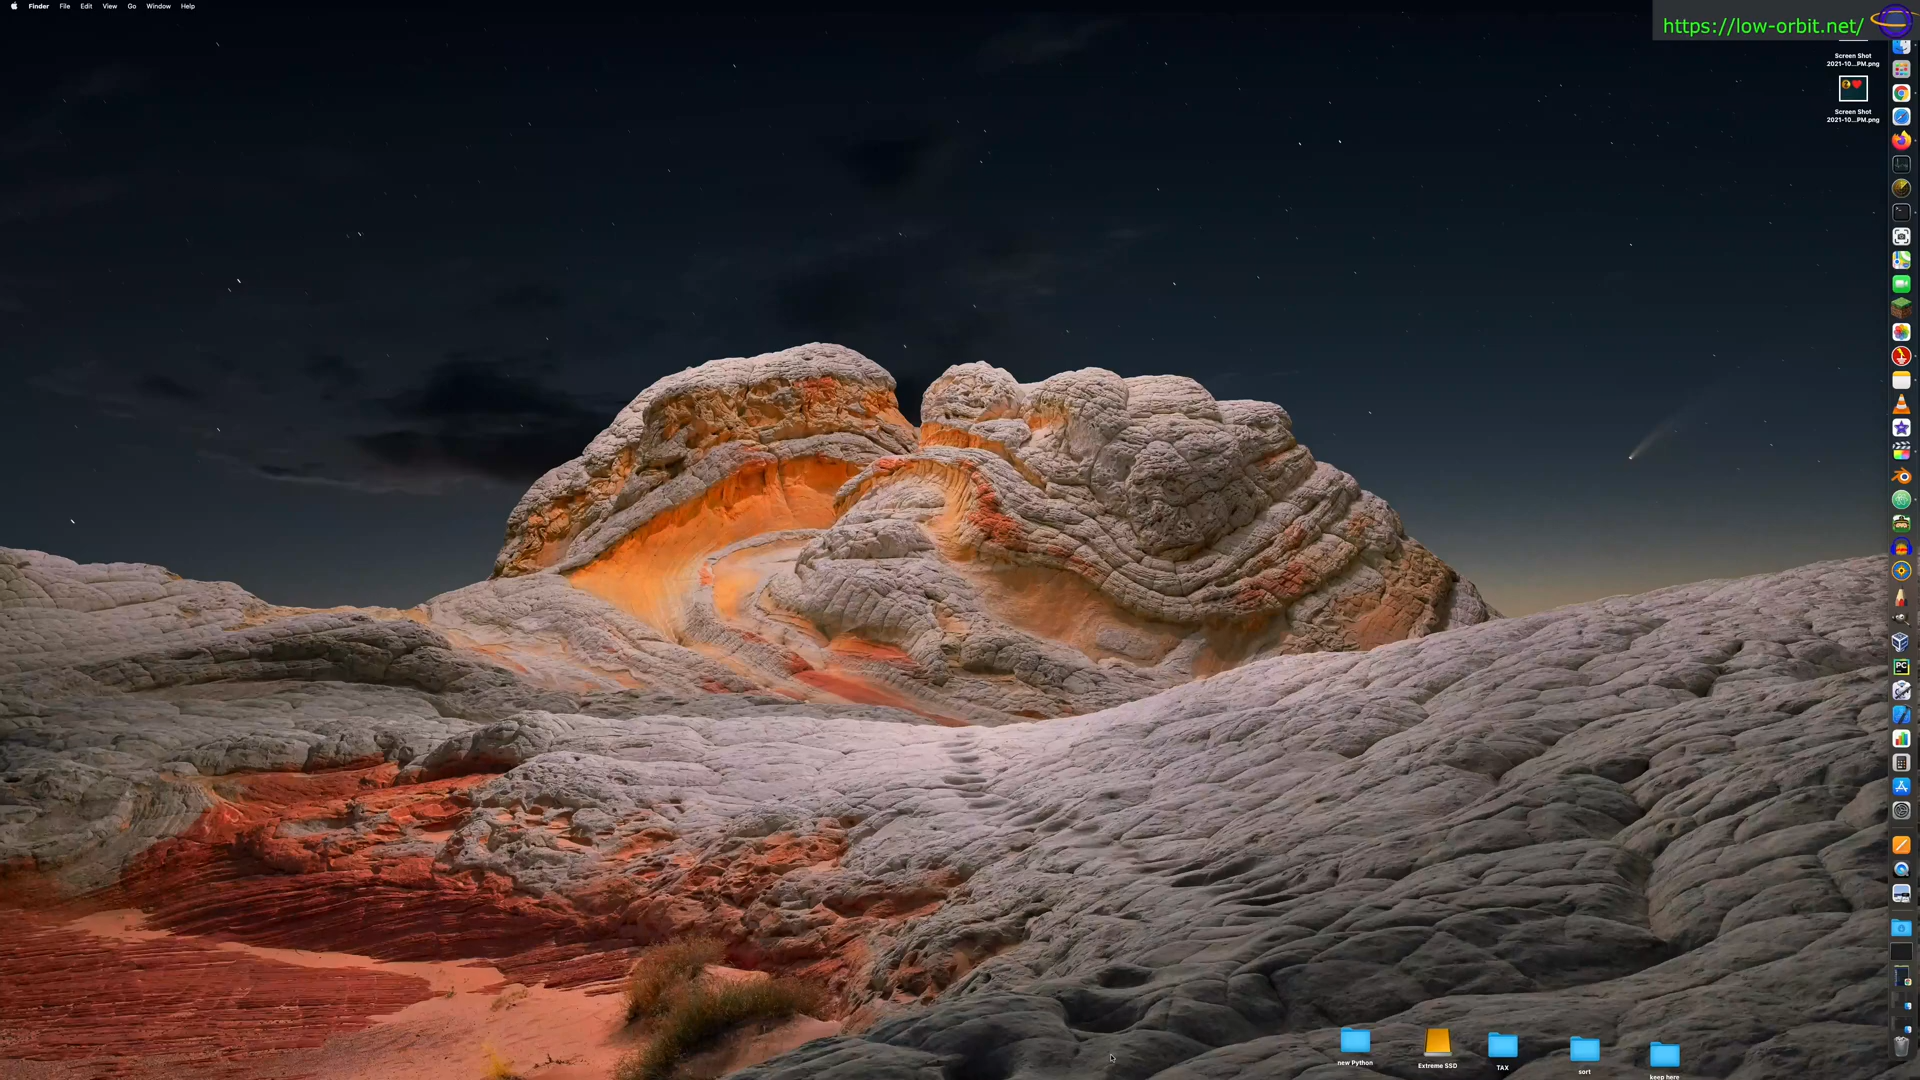 Finder File Edit View Go Window Help
https://low-orbit.net/
Screen Shot
2021-10...PM.png
Screen Shot
2021-10...PM.png
PC
new Python
Extreme SSD
TAX
sort
keep here